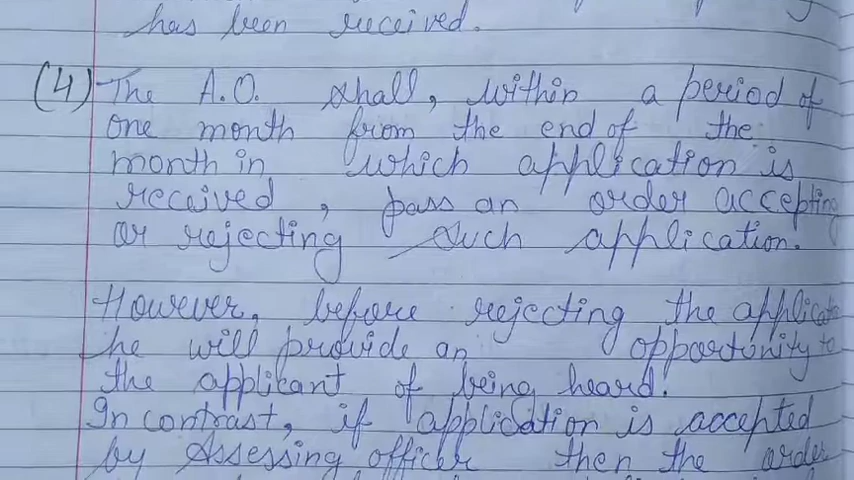 has been received.
(4) The A.O. shall, within a period of
one month from the end of the
month in which application is
received, pass an order accepting
or rejecting such application.
However, before rejecting the
he will provide an opportunity to
the applicant of being heard.
In contrast, if application is accepted
by Assessing officer then the order